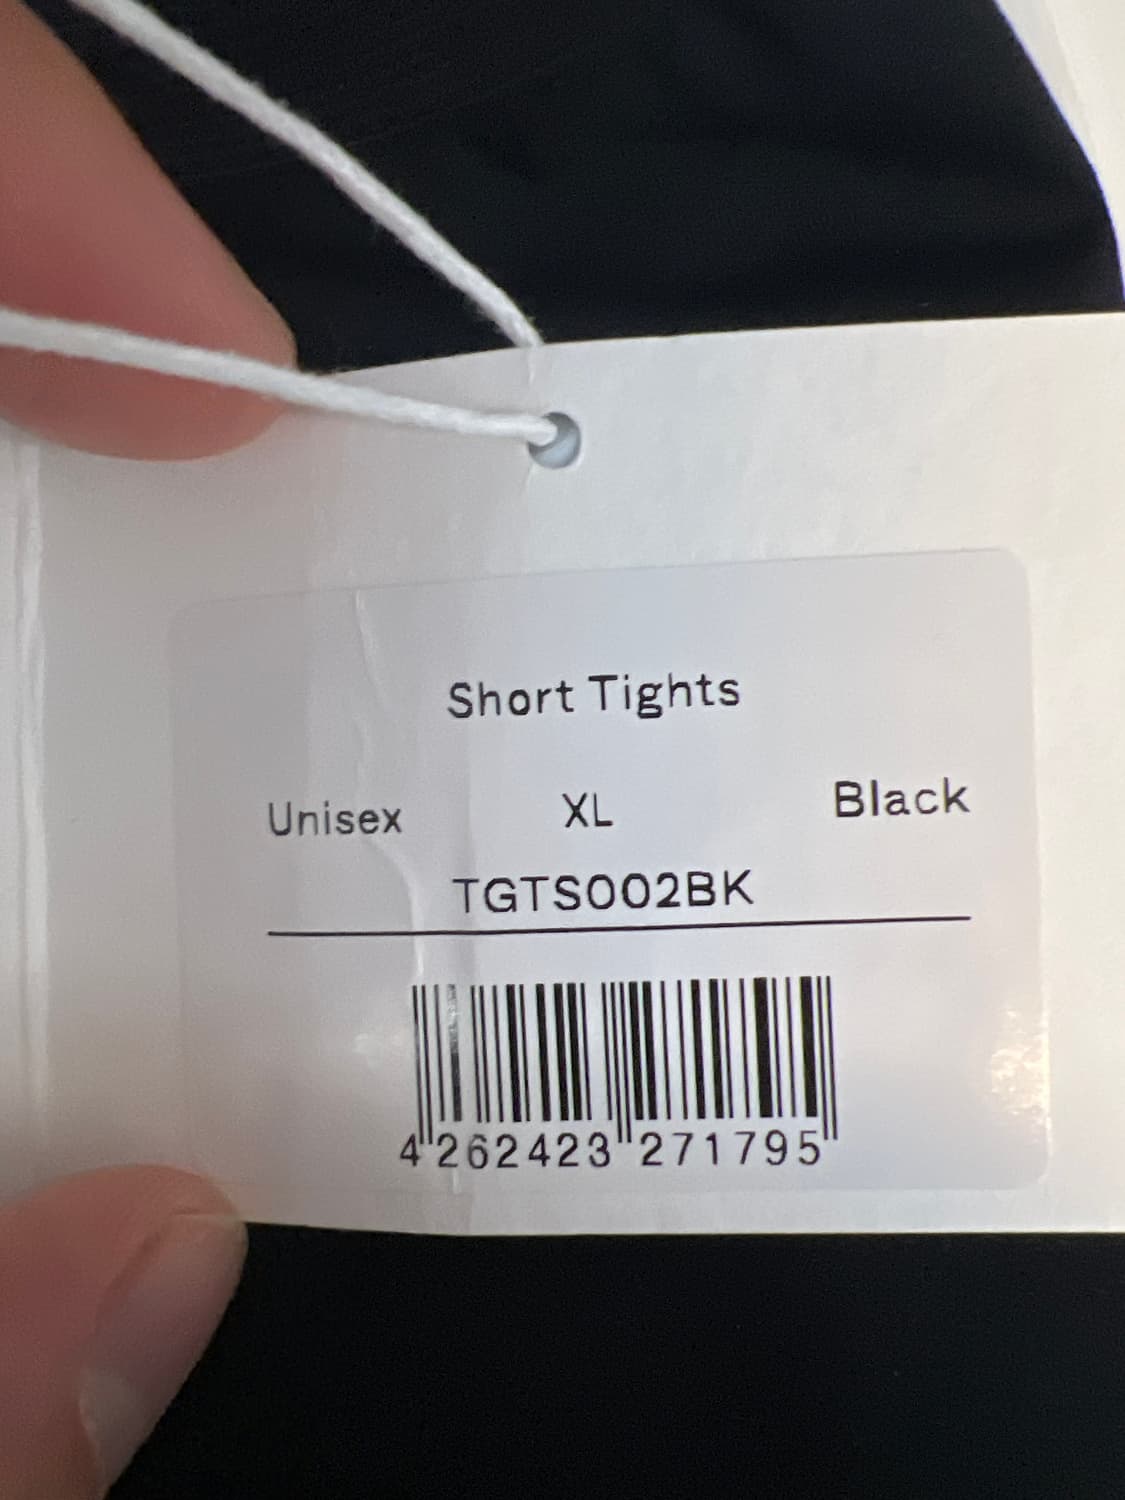 Short Tights
Unisex XL Black
TGTS002BK
4 262423 271795